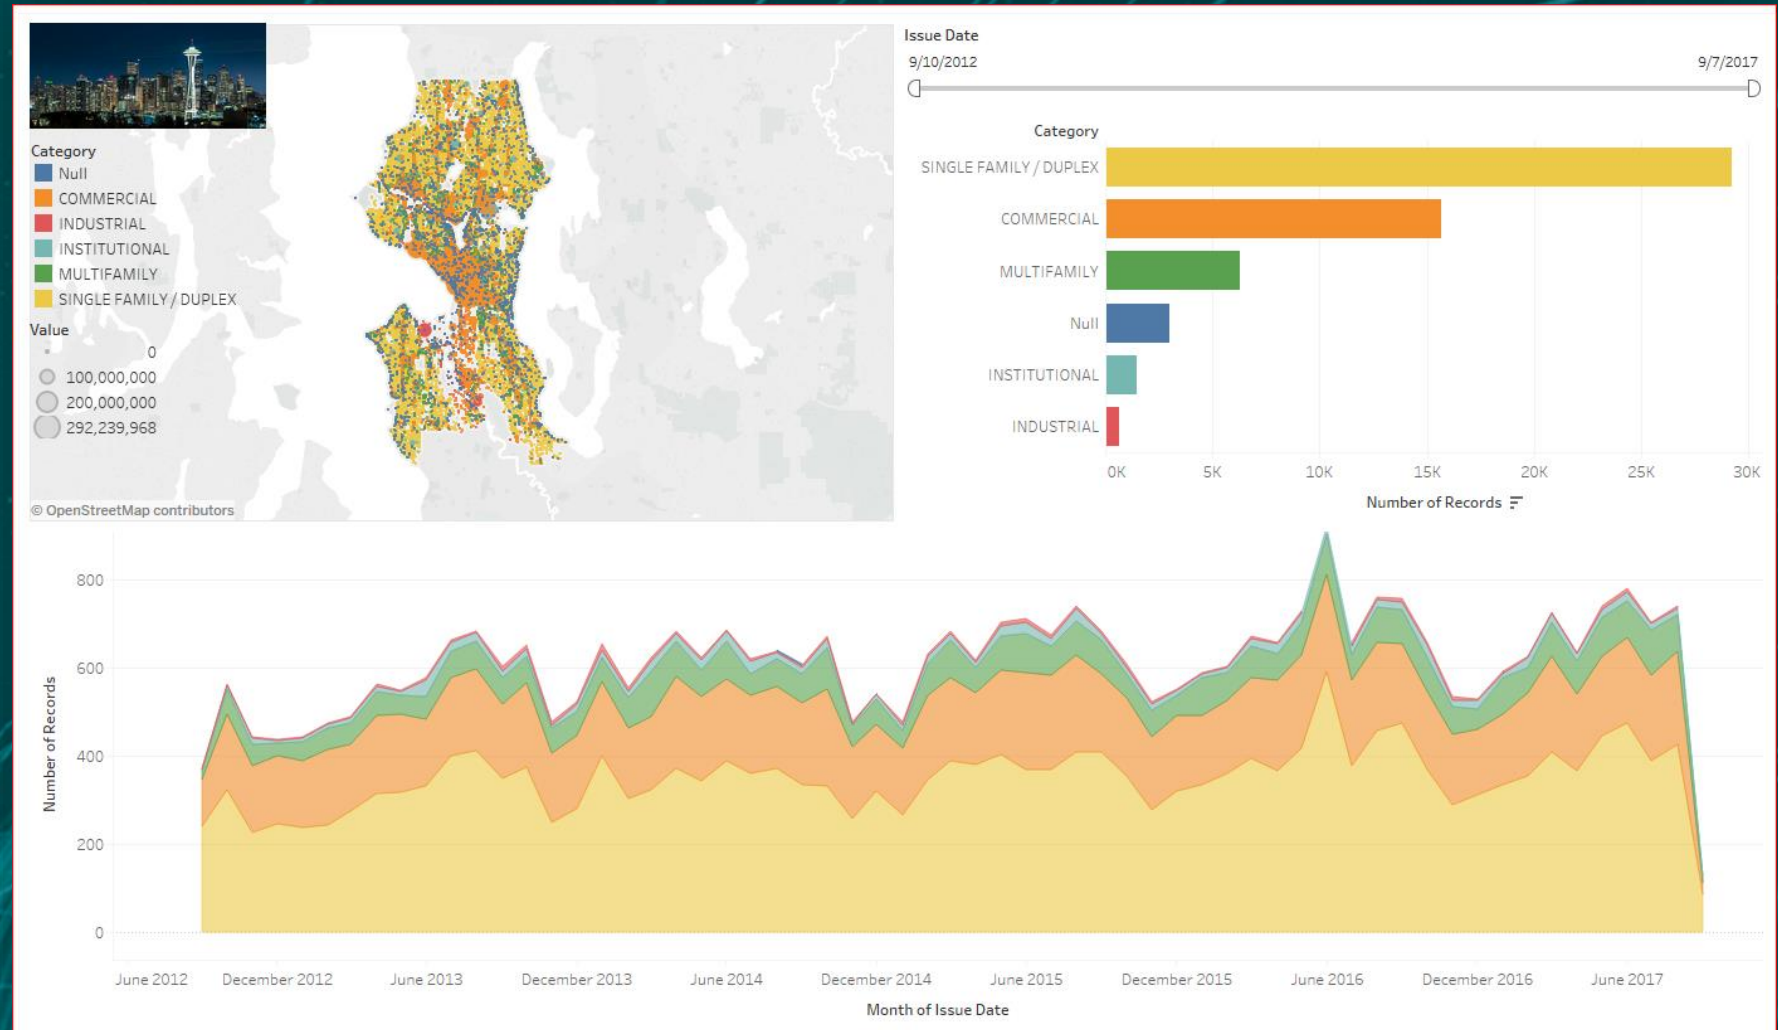 Category
Null
COMMERCIAL
INDUSTRIAL
INSTITUTIONAL
MULTIFAMILY
SINGLE FAMILY / DUPLEX
Value
0
100,000,000
200,000,000
292,239,968
© OpenStreetMap contributors
Issue Date
9/10/2012 9/7/2017
Category
SINGLE FAMILY / DUPLEX
COMMERCIAL
MULTIFAMILY
Null
INSTITUTIONAL
INDUSTRIAL
0K 5K 10K 15K 20K 25K 30K
Number of Records
Number of Records
800
600
400
200
0
June 2012 December 2012 June 2013 December 2013 June 2014 December 2014 June 2015 December 2015 June 2016 December 2016 June 2017
Month of Issue Date